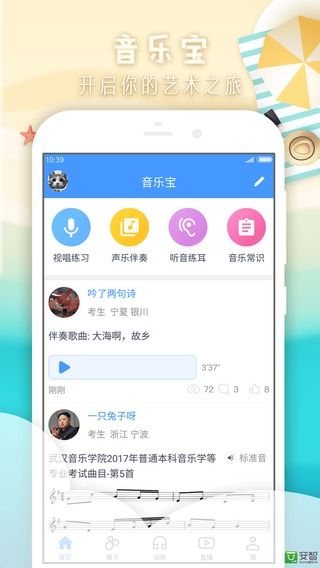 音乐宝
开启你的艺术之旅
10:39
音乐宝
视唱练习
声乐伴奏
听音练耳
音乐常识
吟了两句诗
考生 宁夏 银川
伴奏歌曲: 大海啊，故乡
3'37"
刚刚
72
3
8
一只兔子呀
考生 浙江 宁波
武汉音乐学院2017年普通本科音乐学等
专业考试曲目-第5首
标准音
首页
圈子
训练
直播
我
安智